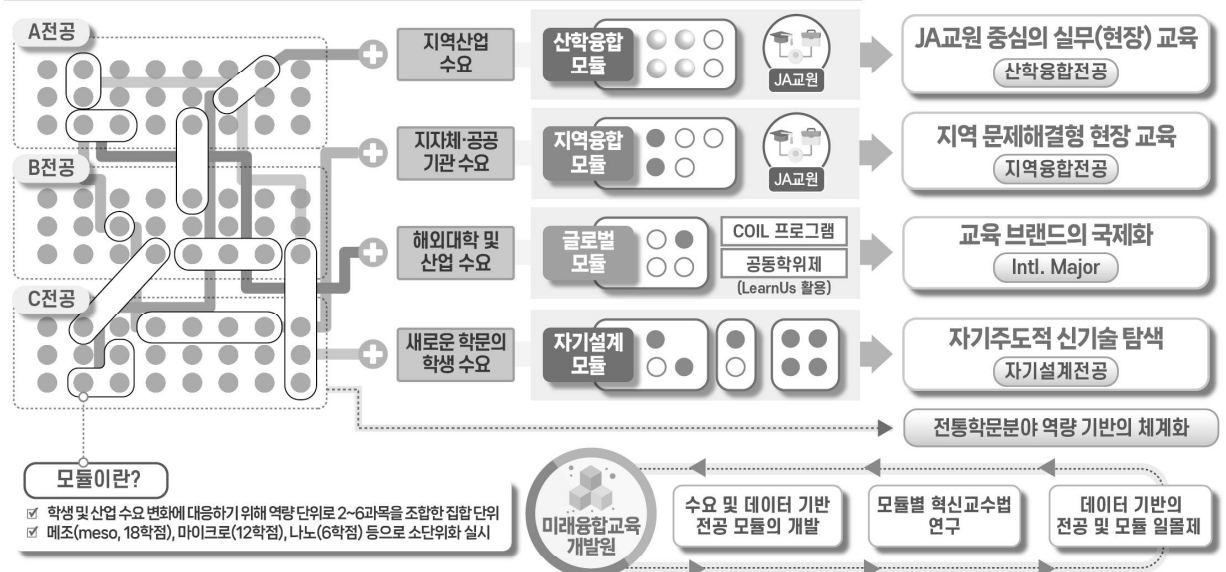 A전공
B전공
C전공
지역산업
수요
산학융합
모듈
JA교원
JA교원 중심의 실무(현장) 교육
산학융합전공
지자체·공공
기관 수요
지역융합
모듈
JA교원
지역 문제해결형 현장 교육
지역융합전공
해외대학 및
산업 수요
글로벌
모듈
COIL 프로그램
공동학위제
(LearnUs 활용)
교육 브랜드의 국제화
Intl. Major
새로운 학문의
학생 수요
자기설계
모듈
자기주도적 신기술 탐색
자기설계전공
전통학문분야 역량 기반의 체계화
모듈이란?
학생 및 산업 수요 변화에 대응하기 위해 역량 단위로 2~6과목을 조합한 집합 단위
메조(meso, 18학점), 마이크로(12학점), 나노(6학점) 등으로 소단위화 실시
미래융합교육
개발원
수요 및 데이터 기반
전공 모듈의 개발
모듈별 혁신교수법
연구
데이터 기반의
전공 및 모듈 일몰제